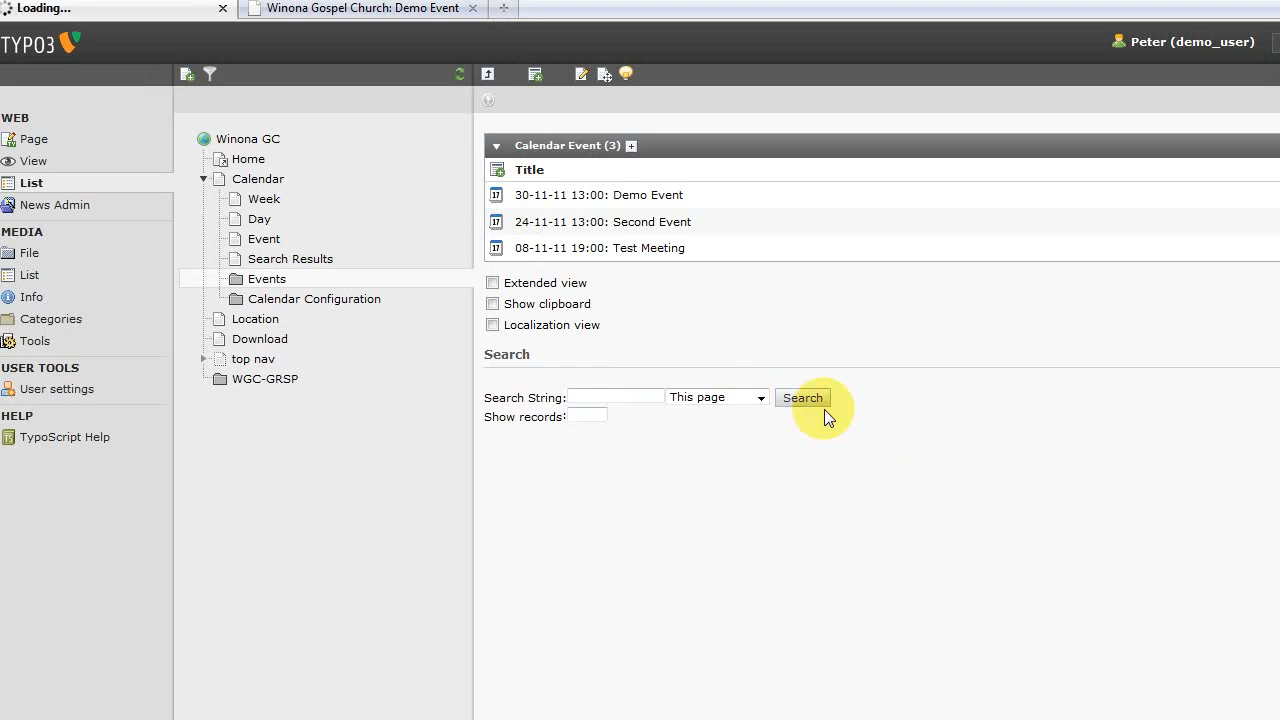 Loading...
Winona Gospel Church: Demo Event
TYPO3
Peter (demo_user)
WEB
Page
View
List
News Admin
MEDIA
File
List
Info
Categories
Tools
USER TOOLS
User settings
HELP
TypoScript Help
Winona GC
Home
Calendar
Week
Day
Event
Search Results
Events
Calendar Configuration
Location
Download
top nav
WGC-GRSP
Calendar Event (3)
Title
17 30-11-11 13:00: Demo Event
17 24-11-11 13:00: Second Event
17 08-11-11 19:00: Test Meeting
Extended view
Show clipboard
Localization view
Search
Search String: This page Search
Show records: